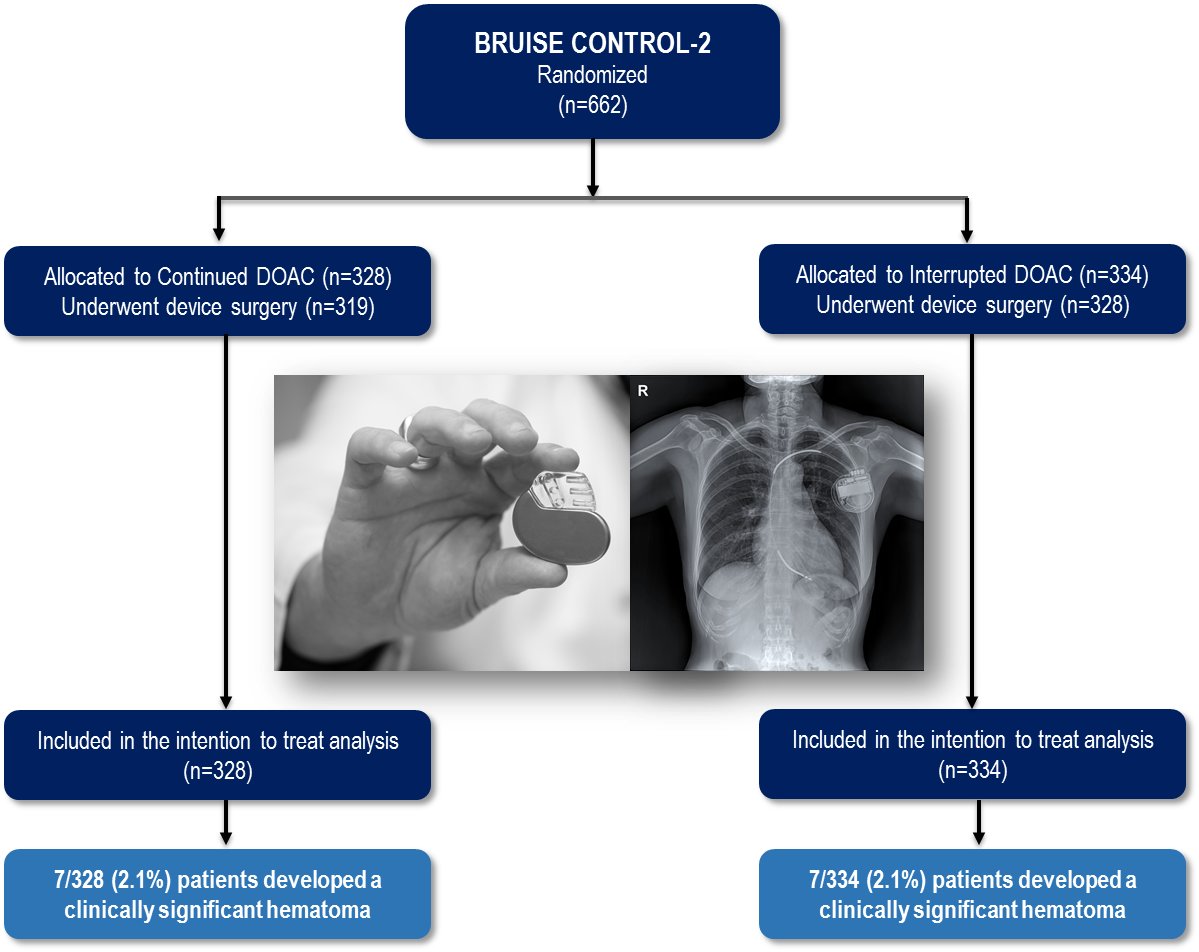 BRUISE CONTROL-2
Randomized
(n=662)
Allocated to Continued DOAC (n=328)
Underwent device surgery (n=319)
Allocated to Interrupted DOAC (n=334)
Underwent device surgery (n=328)
R
Included in the intention to treat analysis
(n=328)
Included in the intention to treat analysis
(n=334)
7/328 (2.1%) patients developed a
clinically significant hematoma
7/334 (2.1%) patients developed a
clinically significant hematoma